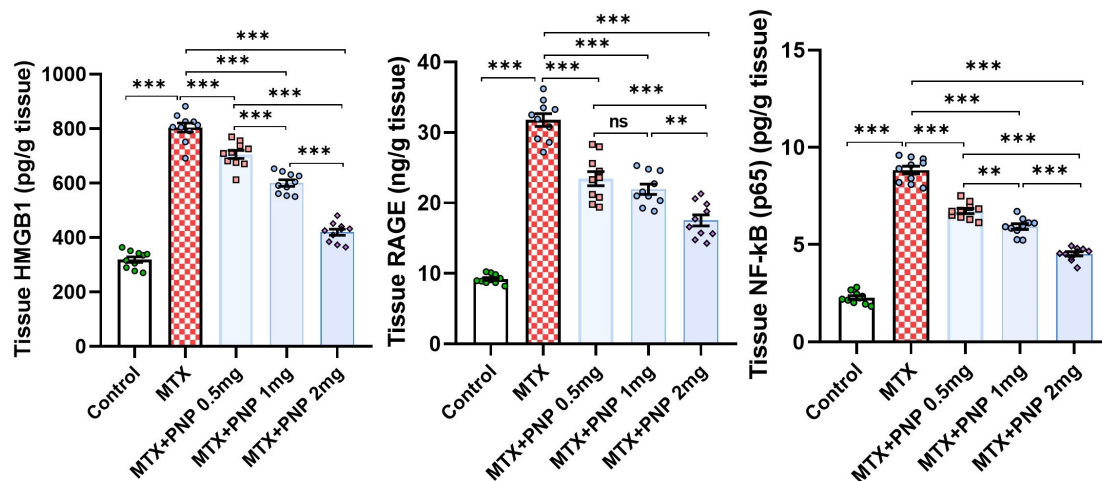 Tissue HMGB1 (pg/g tissue)
1000
800
600
400
200
0
***
***
***
***
***
***
***
Control
MTX
MTX+PNP 0.5mg
MTX+PNP 1mg
MTX+PNP 2mg
Tissue RAGE (ng/g tissue)
40
30
20
10
0
***
***
***
***
***
ns
**
Control
MTX
MTX+PNP 0.5mg
MTX+PNP 1mg
MTX+PNP 2mg
Tissue NF-kB (p65) (pg/g tissue)
15
10
5
0
***
***
***
***
***
**
***
Control
MTX
MTX+PNP 0.5mg
MTX+PNP 1mg
MTX+PNP 2mg